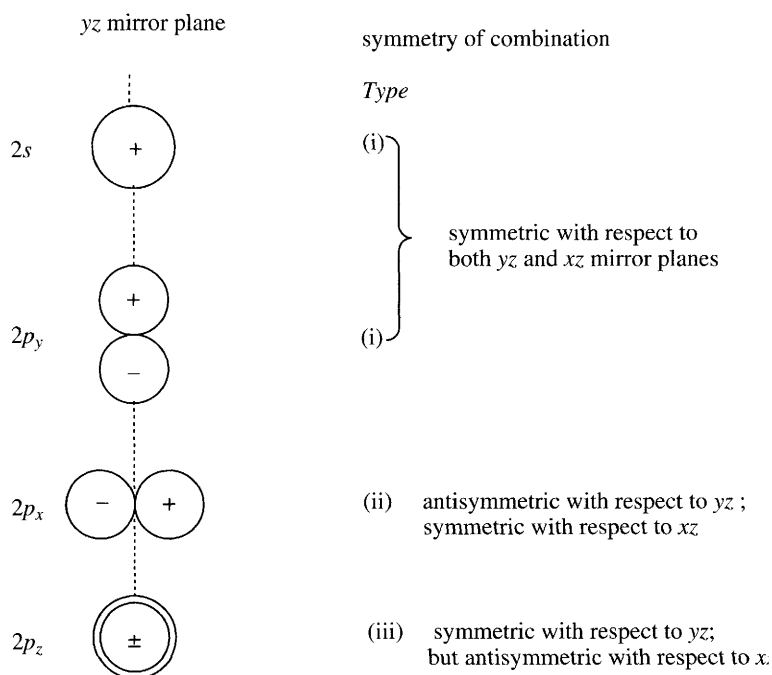 yz mirror plane
symmetry of combination
Type
2s
+
(i)
symmetric with respect to
both yz and xz mirror planes
+
2py
(i)
–
2px
– +
(ii) antisymmetric with respect to yz ;
symmetric with respect to xz
2pz
±
(iii) symmetric with respect to yz;
but antisymmetric with respect to